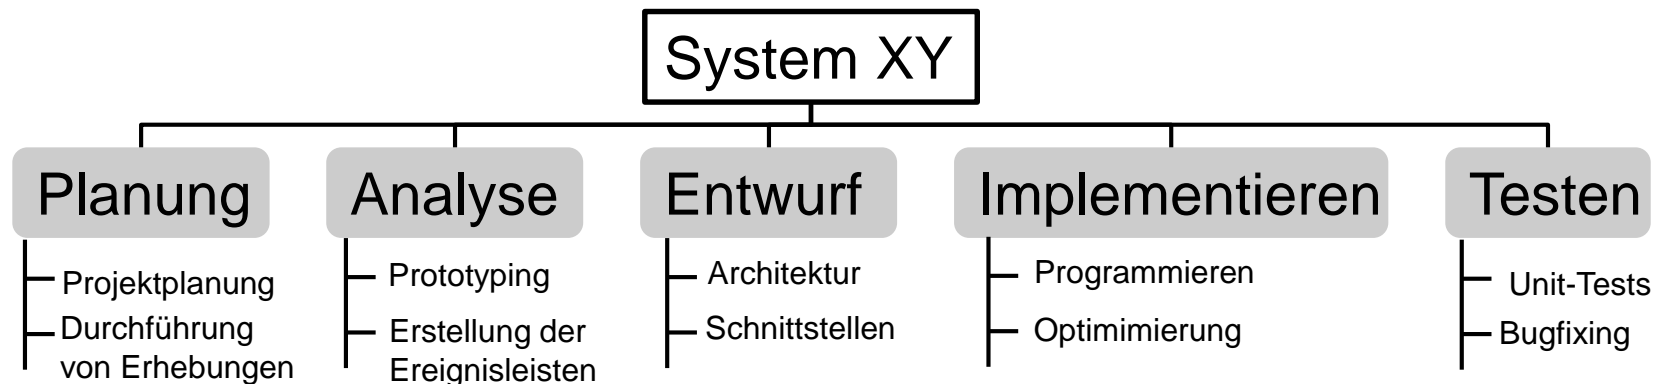 System XY
Planung
Analyse
Entwurf
Implementieren
Testen
Projektplanung
Durchführung
von Erhebungen
Prototyping
Erstellung der
Ereignisleisten
Architektur
Schnittstellen
Programmieren
Optimimierung
Unit-Tests
Bugfixing